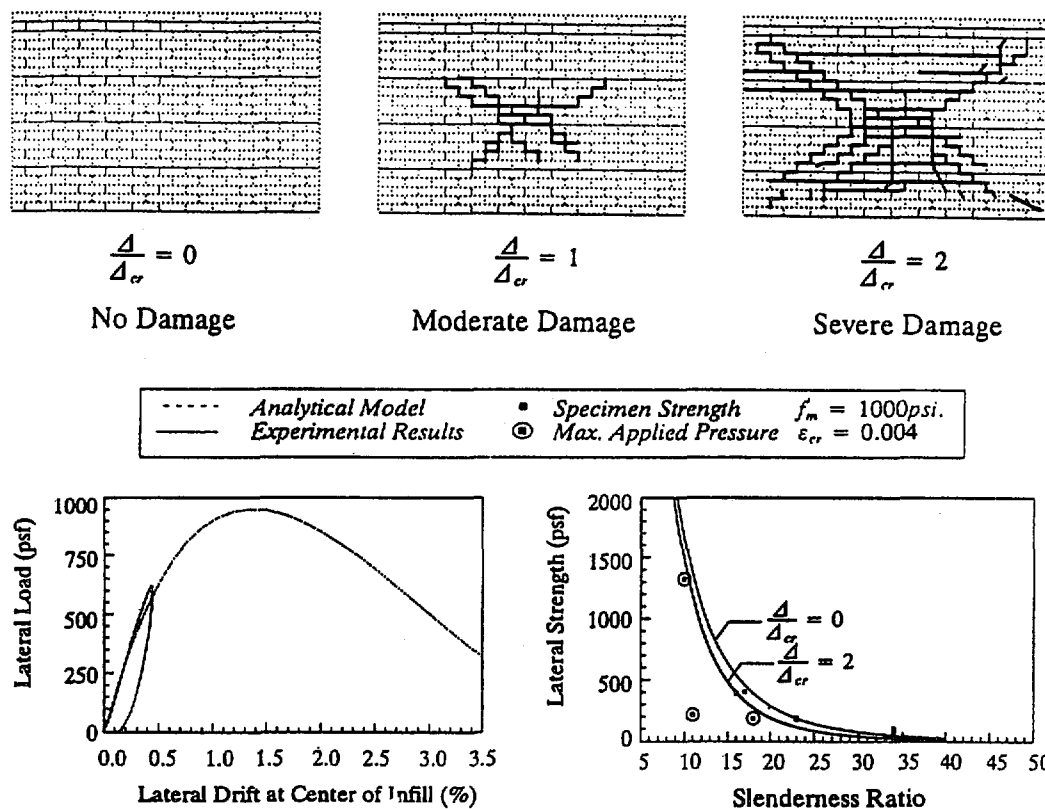 Δ/Δcr = 0
Δ/Δcr = 1
Δ/Δcr = 2
No Damage
Moderate Damage
Severe Damage
Analytical Model
Experimental Results
Specimen Strength
Max. Applied Pressure
f'm = 1000psi.
εcr = 0.004
Lateral Load (psf)
1000
750
500
250
0
0.0 0.5 1.0 1.5 2.0 2.5 3.0 3.5
Lateral Drift at Center of Infill (%)
Lateral Strength (psf)
2000
1500
1000
500
0
Δ/Δcr = 0
Δ/Δcr = 2
5 10 15 20 25 30 35 40 45 50
Slenderness Ratio